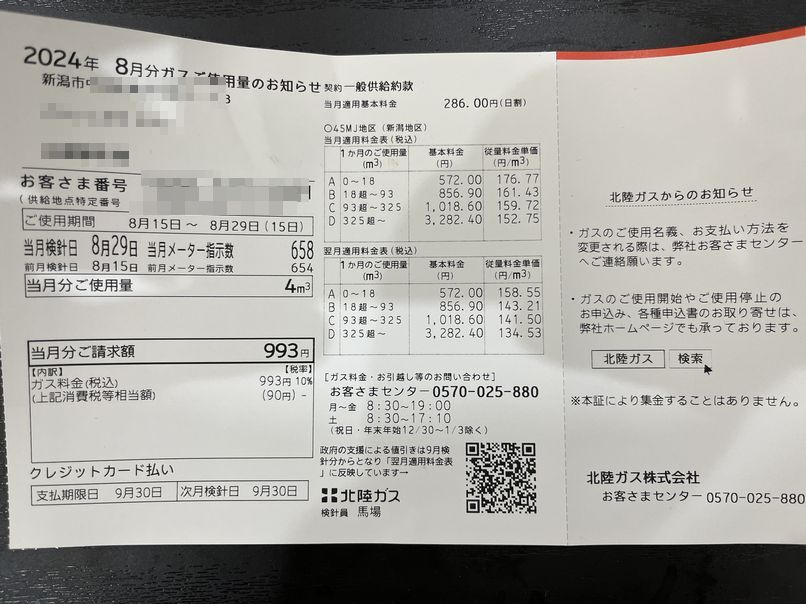 2024年 8月分ガスご使用量のお知らせ
新潟市
お客さま番号
(供給地点特定番号
ご使用期間 8月15日 ～ 8月29日 (15日)
当月検針日 8月29日 当月メーター指示数 658
前月検針日 8月15日 前月メーター指示数 654
当月分ご使用量 4m³
当月分ご請求額 993円
【内訳】 【税率】
ガス料金(税込) 993円 10%
(上記消費税等相当額) (90円) -
クレジットカード払い
支払期限日 9月30日 次月検針日 9月30日
契約 一般供給約款
当月適用基本料金 286.00円(日割)
○45MJ地区 (新潟地区)
当月適用料金表(税込)
1か月のご使用量(m³) 基本料金(円) 従量料金単価(円/m³)
A 0～18 572.00 176.77
B 18超～93 856.90 161.43
C 93超～325 1,018.60 159.72
D 325超～ 3,282.40 152.75
翌月適用料金表(税込)
1か月のご使用量(m³) 基本料金(円) 従量料金単価(円/m³)
A 0～18 572.00 158.55
B 18超～93 856.90 143.21
C 93超～325 1,018.60 141.50
D 325超～ 3,282.40 134.53
[ガス料金・お引越し等のお問い合わせ]
お客さまセンター 0570-025-880
月～金 8:30～19:00
土 8:30～17:10
(祝日・年末年始12/30～1/3除く)
政府の支援による値引きは9月検
針分からとなり「翌月適用料金表
」に反映しています→
北陸ガス
検針員 馬場
北陸ガスからのお知らせ
・ガスのご使用名義、お支払い方法を
変更される際は、弊社お客さまセンター
へご連絡願います。
・ガスのご使用開始やご使用停止の
お申込み、各種申込書のお取り寄せは、
弊社ホームページでも承っております。
北陸ガス 検索
※本証により集金することはありません。
北陸ガス株式会社
お客さまセンター 0570-025-880